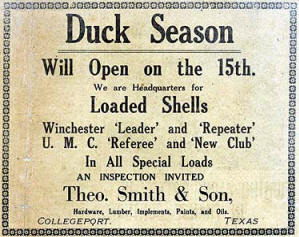 Duck Season
Will Open on the 15th.
We are Headquarters for
Loaded Shells
Winchester 'Leader' and 'Repeater'
U. M. C. 'Referee' and 'New Club'
In All Special Loads
AN INSPECTION INVITED
Theo. Smith & Son,
Hardware, Lumber, Implements, Paints, and Oils.
COLLEGEPORT, TEXAS